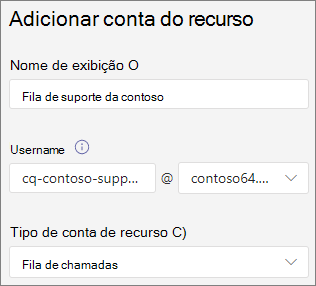 Adicionar conta do recurso
Nome de exibição O
Fila de suporte da contoso
Username
cq-contoso-supp... @ contoso64....
Tipo de conta de recurso C)
Fila de chamadas